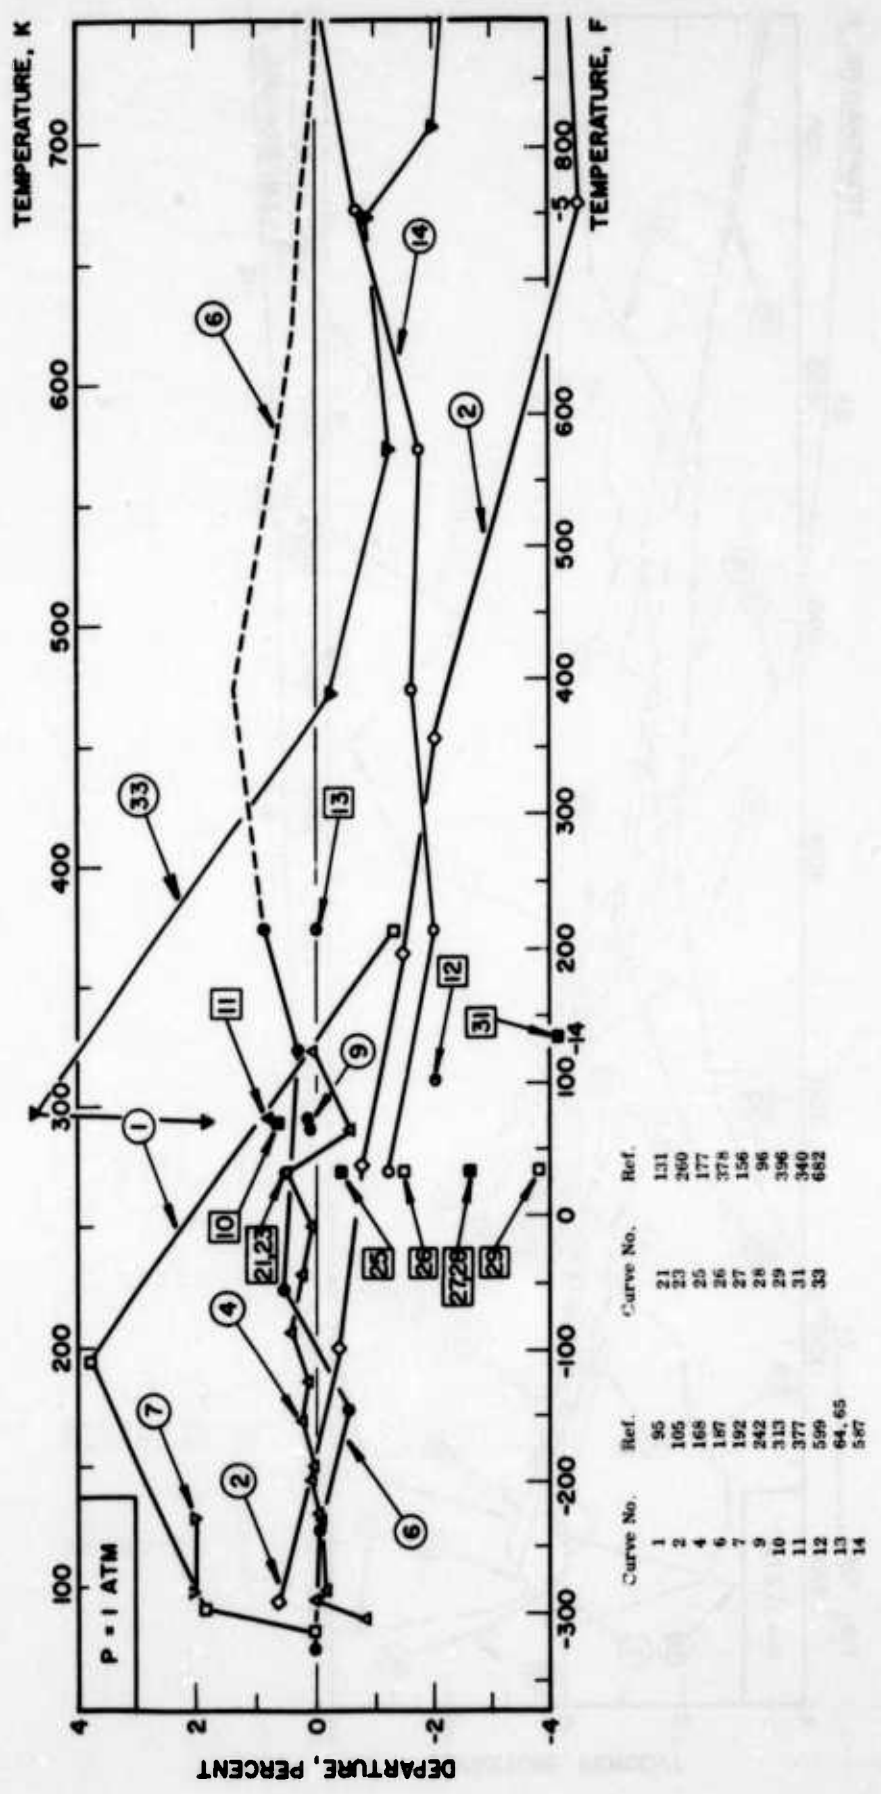 TEMPERATURE, K
100 200 300 400 500 600 700
P = 1 ATM
DEPARTURE, PERCENT
4
2
0
-2
-4
7
1
33
6
11
10
4
21,23
2
9
13
14
6
25
26
27,28
29
12
31
2
-14
-5
-300 -200 -100 0 100 200 300 400 500 600 800
TEMPERATURE, F
Curve No. Ref. Curve No. Ref.
1 95 21 131
2 105 23 260
4 168 25 177
6 187 26 378
7 192 27 156
9 242 28 96
10 313 29 396
11 377 31 340
12 599 33 682
13 64, 65
14 587